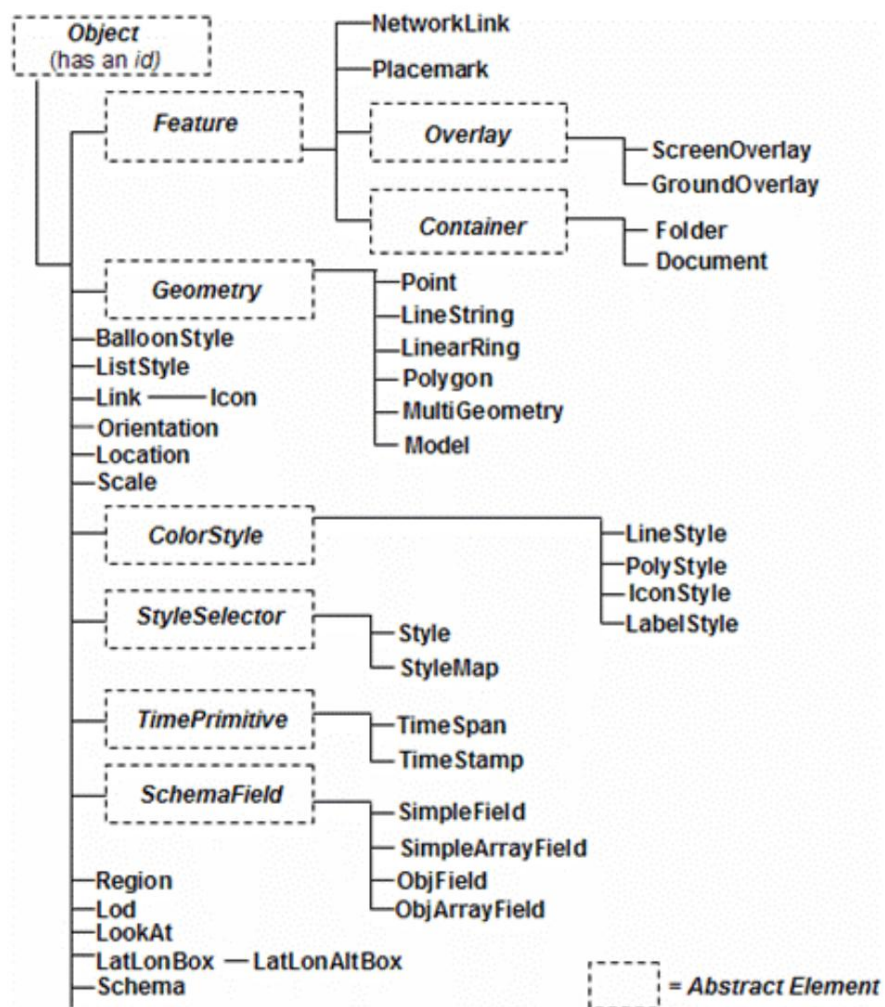 Object
(has an id)
NetworkLink
Placemark
Feature
Overlay
ScreenOverlay
GroundOverlay
Container
Folder
Document
Geometry
Point
LineString
LinearRing
Polygon
MultiGeometry
Model
BalloonStyle
ListStyle
Link
Icon
Orientation
Location
Scale
ColorStyle
LineStyle
PolyStyle
IconStyle
LabelStyle
StyleSelector
Style
StyleMap
TimePrimitive
TimeSpan
TimeStamp
SchemaField
SimpleField
SimpleArrayField
ObjField
ObjArrayField
Region
Lod
LookAt
LatLonBox
LatLonAltBox
Schema
= Abstract Element